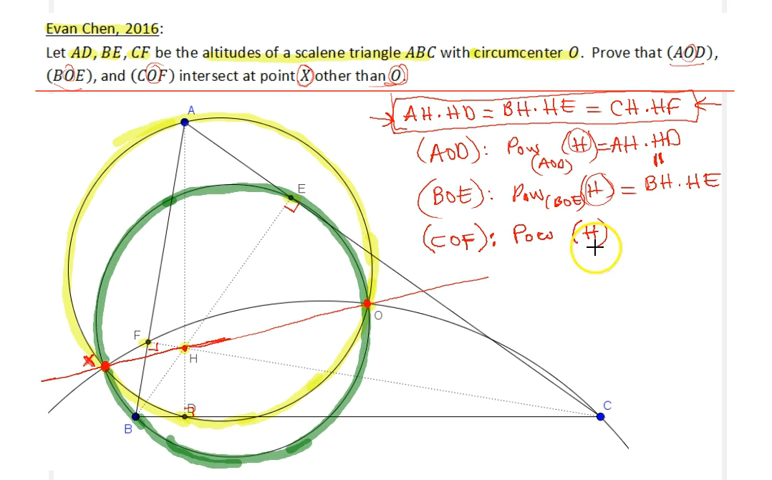 Evan Chen, 2016:
Let AD, BE, CF be the altitudes of a scalene triangle ABC with circumcenter O. Prove that (AOD),
(BOE), and (COF) intersect at point X other than O.
AH·HD = BH·HE = CH·HF
(AOD): Pow(AOD)(H) = AH·HD
=
(BOE): Pow(BOE)(H) = BH·HE
(COF): Pow (H)
A
E
F
H
O
X
D
B
C